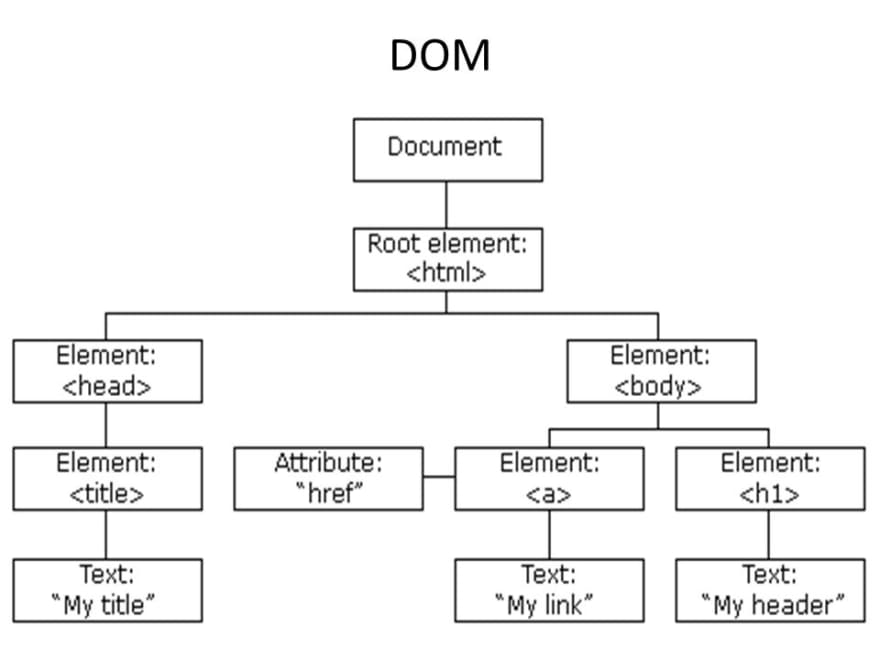 DOM
Document
Root element:
<html>
Element:
<head>
Element:
<body>
Element:
<title>
Attribute:
“href”
Element:
<a>
Element:
<h1>
Text:
“My title”
Text:
“My link”
Text:
“My header”